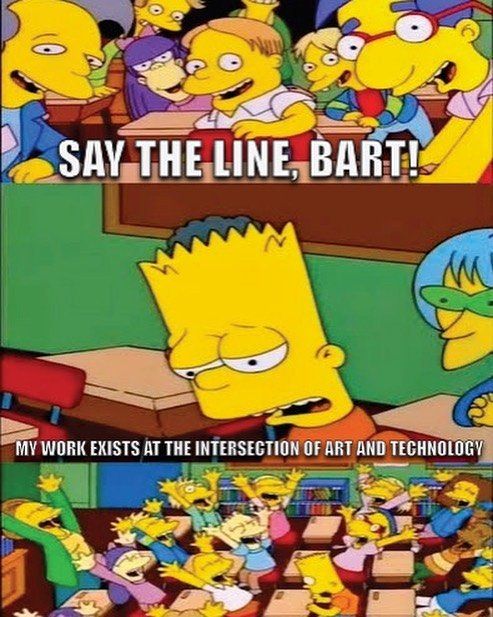 SAY THE LINE, BART!
MY WORK EXISTS AT THE INTERSECTION OF ART AND TECHNOLOGY